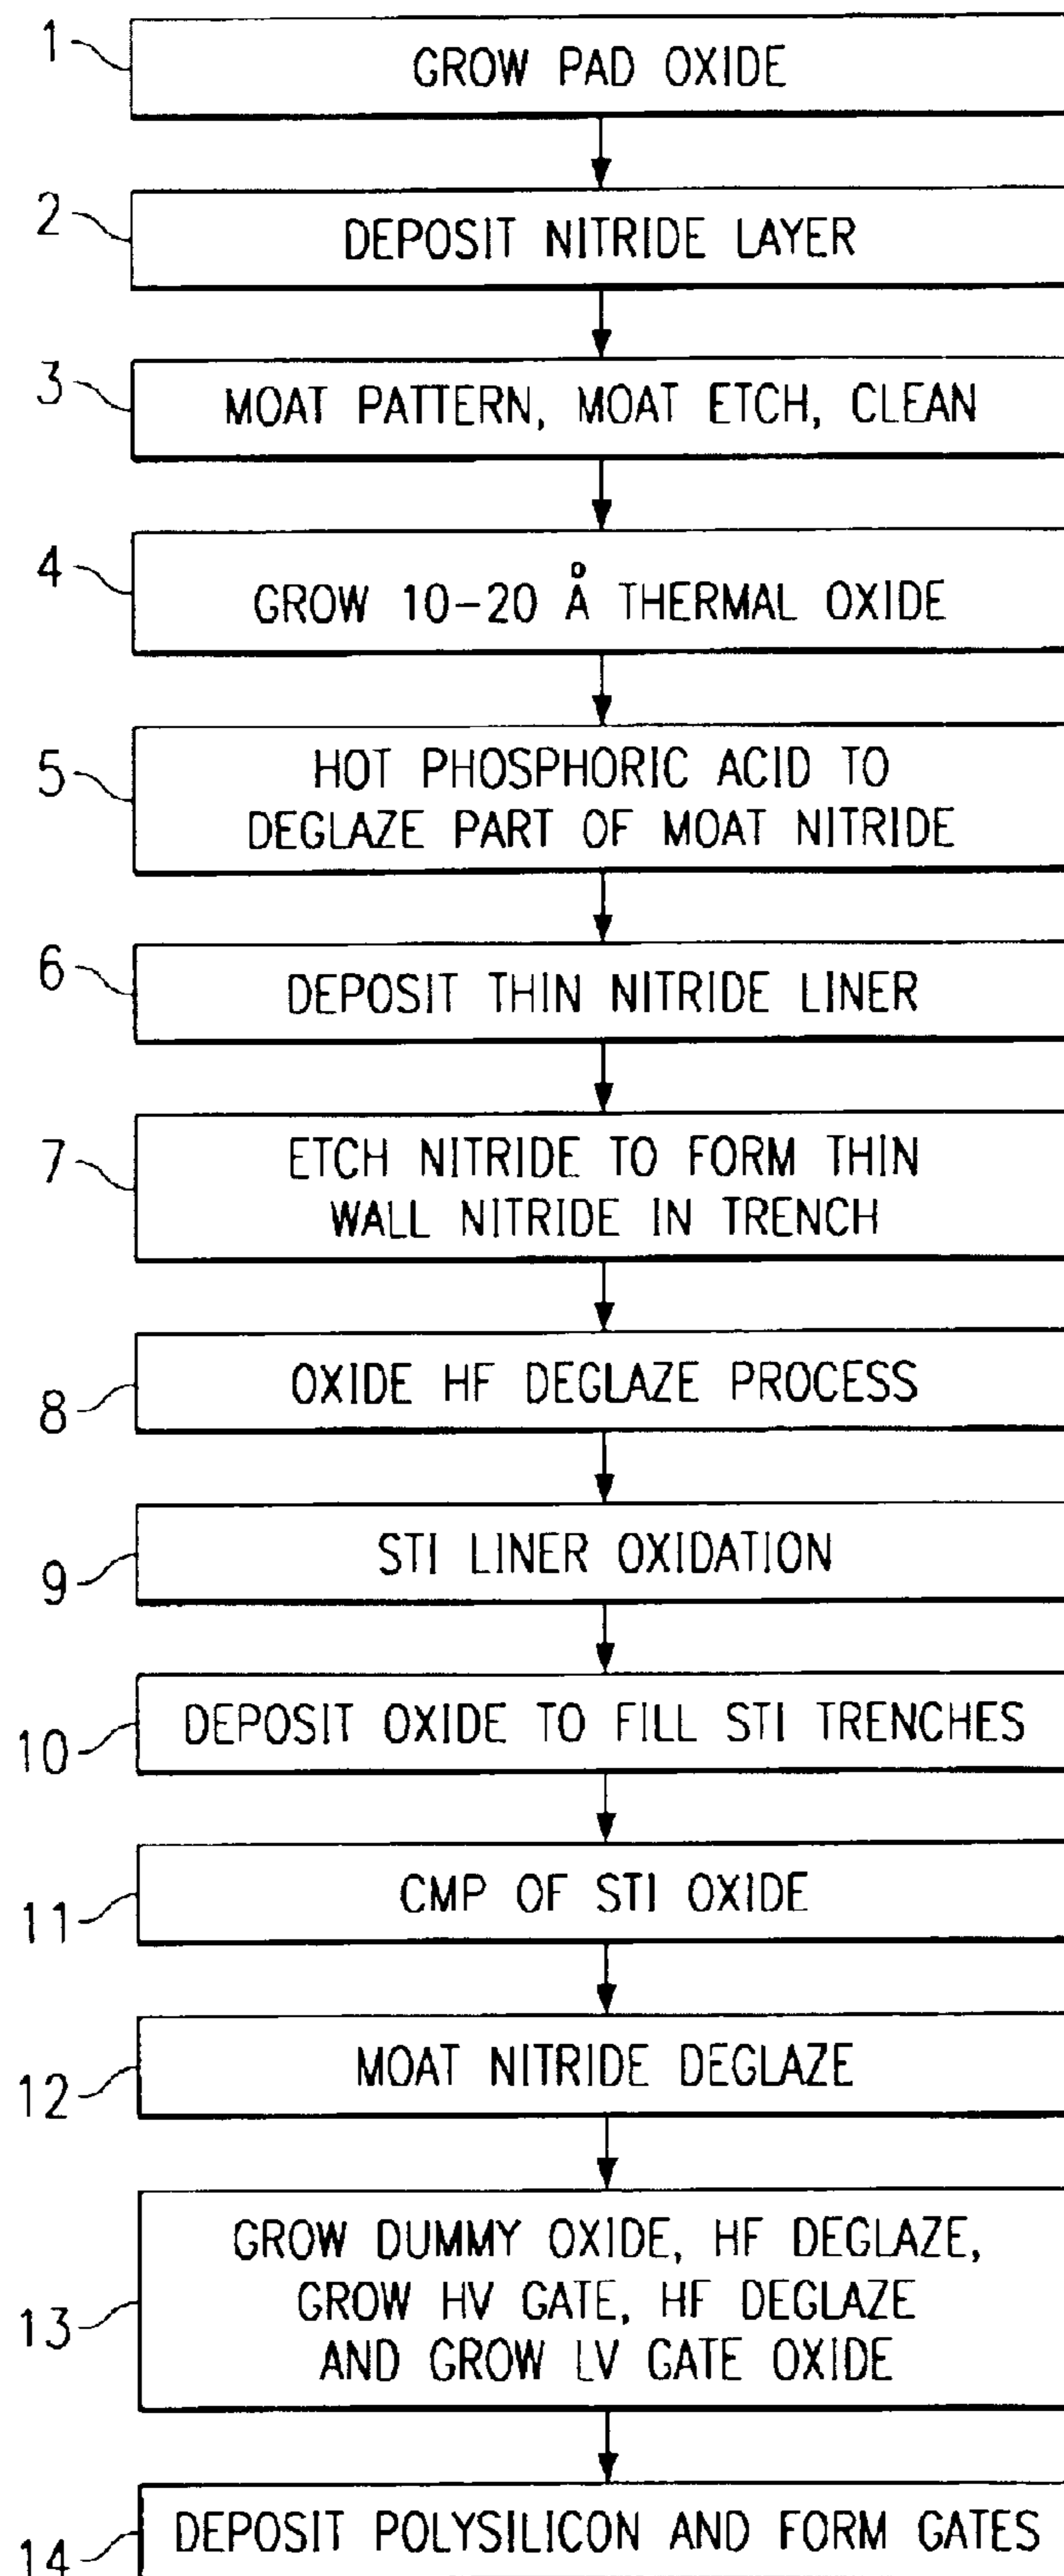 1
GROW PAD OXIDE
2
DEPOSIT NITRIDE LAYER
3
MOAT PATTERN, MOAT ETCH, CLEAN
4
GROW 10-20 Å THERMAL OXIDE
5
HOT PHOSPHORIC ACID TO
DEGLAZE PART OF MOAT NITRIDE
6
DEPOSIT THIN NITRIDE LINER
7
ETCH NITRIDE TO FORM THIN
WALL NITRIDE IN TRENCH
8
OXIDE HF DEGLAZE PROCESS
9
STI LINER OXIDATION
10
DEPOSIT OXIDE TO FILL STI TRENCHES
11
CMP OF STI OXIDE
12
MOAT NITRIDE DEGLAZE
13
GROW DUMMY OXIDE, HF DEGLAZE,
GROW HV GATE, HF DEGLAZE
AND GROW LV GATE OXIDE
14
DEPOSIT POLYSILICON AND FORM GATES